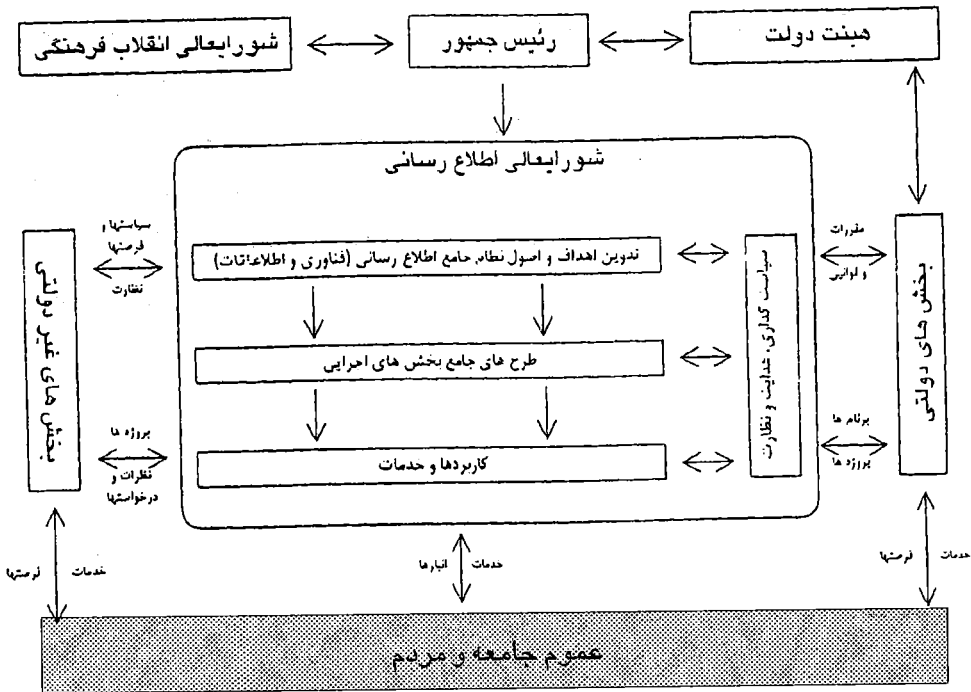 هیئت دولت
رئیس جمهور
شورایعالی انقلاب فرهنگی
شورایعالی اطلاع رسانی
تدوین اهداف و اصول نظام جامع اطلاع رسانی (فناوری و اطلاعات)
طرح های جامع بخش های اجرایی
کاربردها و خدمات
سیاست گذاری، هدایت و نظارت
مقررات
و قوانین
برنامه ها
پروژه ها
بخش های دولتی
سیاستها و
فرصتها
نظارت
پروژه ها
نظرات و
درخواستها
بخش های غیر دولتی
خدمات
فرصتها
خدمات
نیازها
خدمات
فرصتها
عموم جامعه و مردم